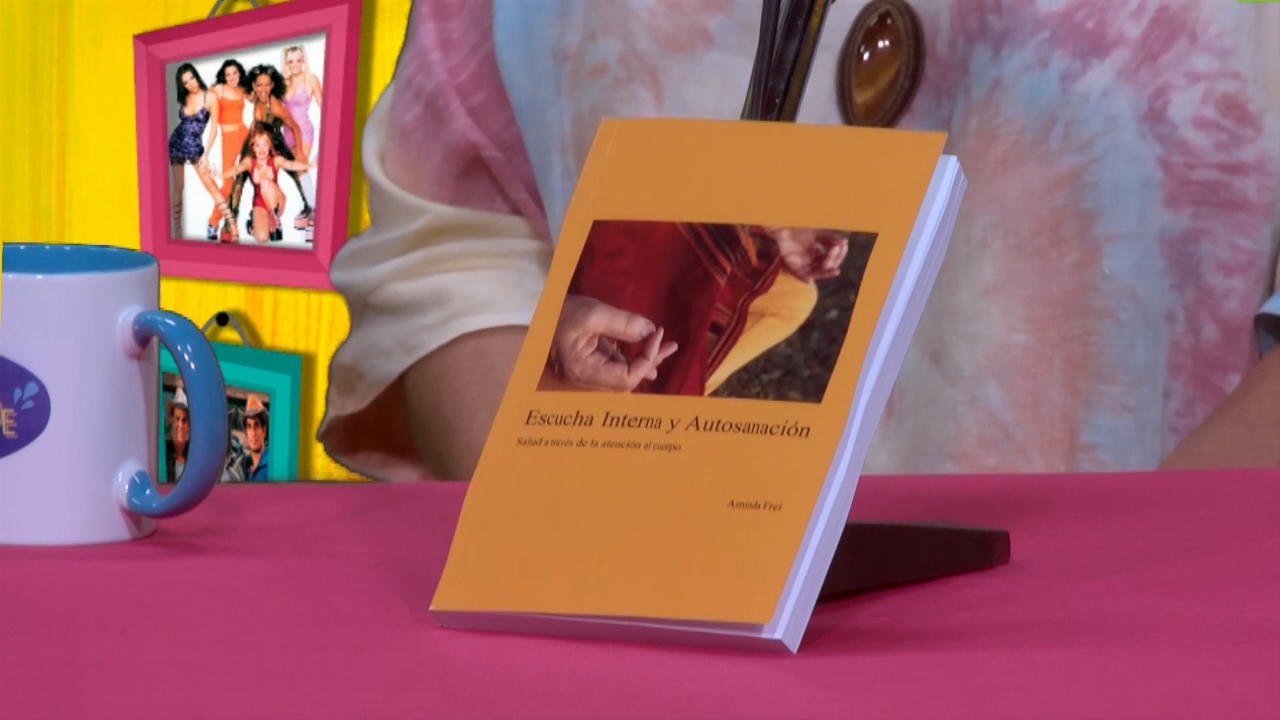 Escucha Interna y Autosanación
Salud a través de la atención al cuerpo
Aminda Frei